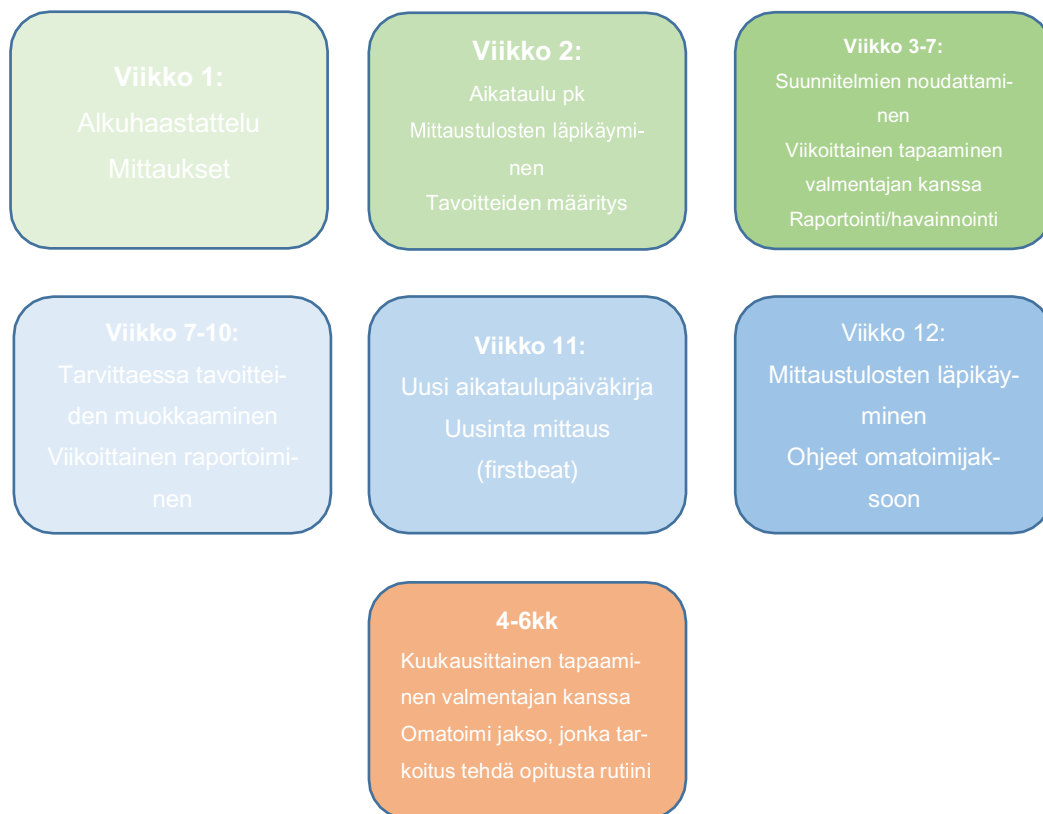 Viikko 1:
Alkuhaastattelu
Mittaukset
Viikko 2:
Aikataulu pk
Mittaustulosten läpikäymi-
nen
Tavoitteiden määritys
Viikko 3-7:
Suunnitelmien noudattami-
nen
Viikoittainen tapaaminen
valmentajan kanssa
Raportointi/havainnointi
Viikko 7-10:
Tarvittaessa tavoittei-
den muokkaaminen
Viikoittainen raportoimi-
nen
Viikko 11:
Uusi aikataulupäiväkirja
Uusinta mittaus
(firstbeat)
Viikko 12:
Mittaustulosten läpikäy-
minen
Ohjeet omatoimijak-
soon
4-6kk
Kuukausittainen tapaami-
nen valmentajan kanssa
Omatoimi jakso, jonka tar-
koitus tehdä opitusta rutiini